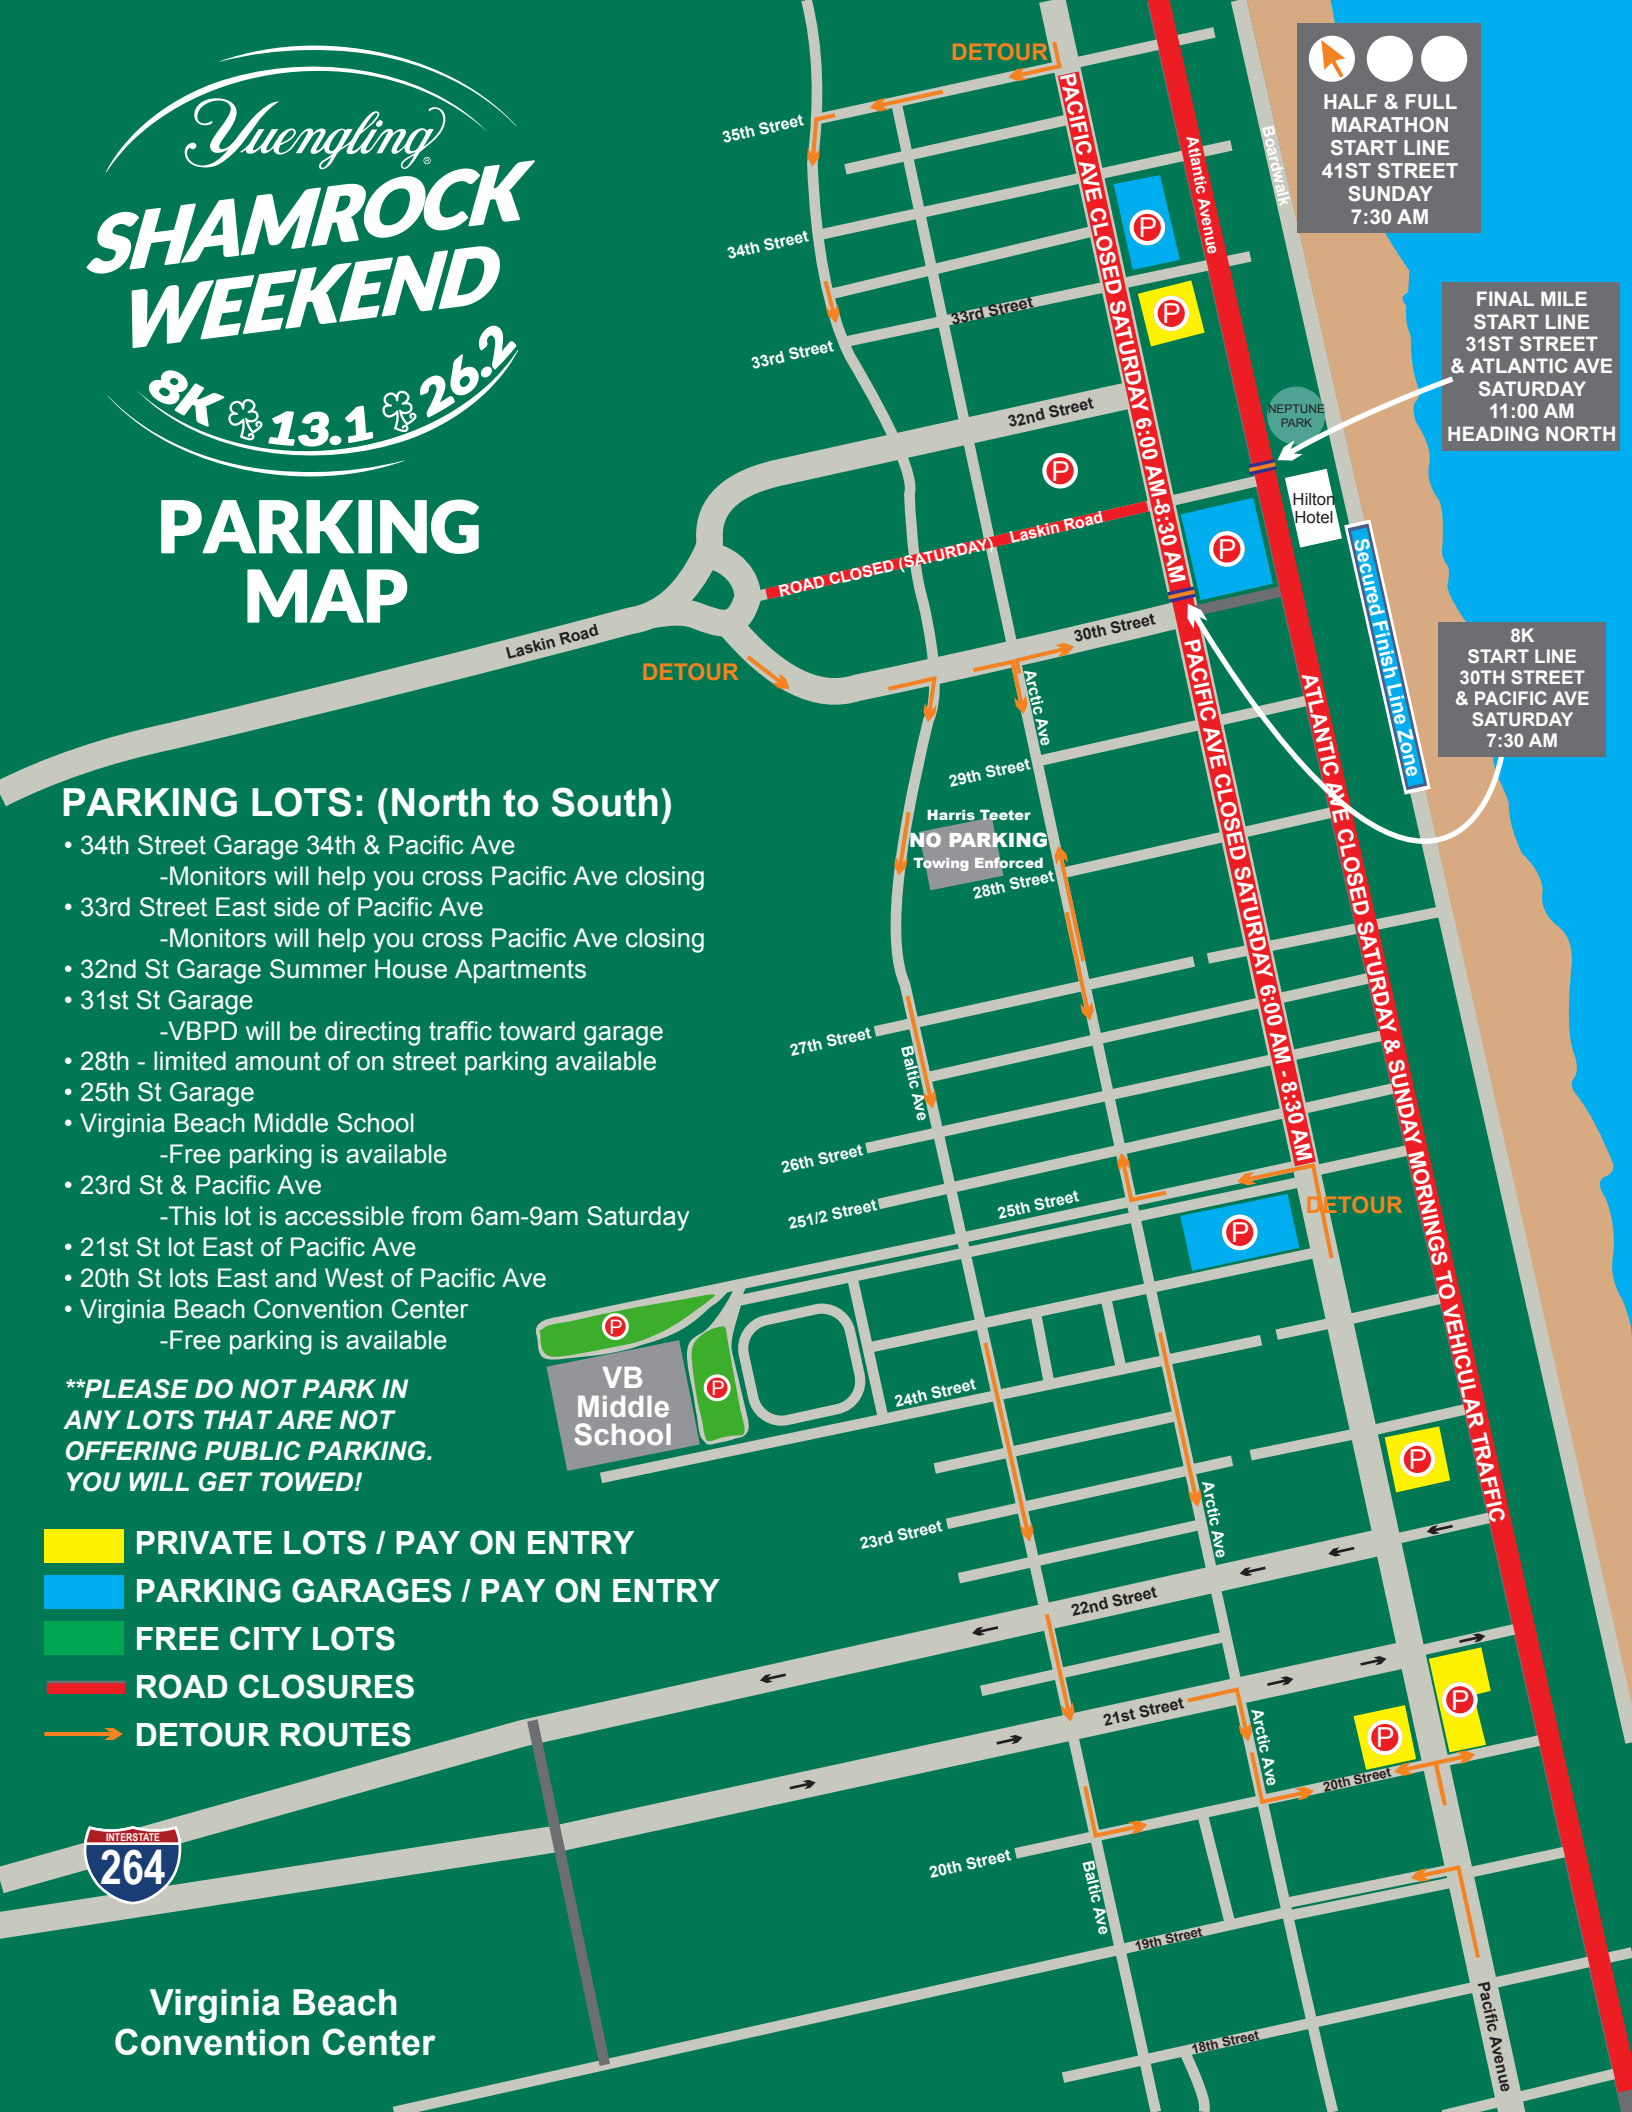 Yuengling®
SHAMROCK
WEEKEND
8K 13.1 26.2
PARKING
MAP
DETOUR
35th Street
34th Street
33rd Street
33rd Street
32nd Street
PACIFIC AVE CLOSED SATURDAY 6:00 AM-8:30 AM
Atlantic Avenue
Boardwalk
HALF & FULL
MARATHON
START LINE
41ST STREET
SUNDAY
7:30 AM
FINAL MILE
START LINE
31ST STREET
& ATLANTIC AVE
SATURDAY
11:00 AM
HEADING NORTH
P
P
P
P
NEPTUNE
PARK
Hilton
Hotel
Secured Finish Line Zone
ROAD CLOSED (SATURDAY) Laskin Road
Laskin Road
30th Street
DETOUR
8K
START LINE
30TH STREET
& PACIFIC AVE
SATURDAY
7:30 AM
PACIFIC AVE CLOSED SATURDAY 6:00 AM - 8:30 AM
ATLANTIC AVE CLOSED SATURDAY & SUNDAY MORNINGS TO VEHICULAR TRAFFIC
Arctic Ave
29th Street
Harris Teeter
NO PARKING
Towing Enforced
28th Street
27th Street
Baltic Ave
26th Street
251/2 Street
25th Street
DETOUR
P
PARKING LOTS: (North to South)
• 34th Street Garage 34th & Pacific Ave
-Monitors will help you cross Pacific Ave closing
• 33rd Street East side of Pacific Ave
-Monitors will help you cross Pacific Ave closing
• 32nd St Garage Summer House Apartments
• 31st St Garage
-VBPD will be directing traffic toward garage
• 28th - limited amount of on street parking available
• 25th St Garage
• Virginia Beach Middle School
-Free parking is available
• 23rd St & Pacific Ave
-This lot is accessible from 6am-9am Saturday
• 21st St lot East of Pacific Ave
• 20th St lots East and West of Pacific Ave
• Virginia Beach Convention Center
-Free parking is available
**PLEASE DO NOT PARK IN
ANY LOTS THAT ARE NOT
OFFERING PUBLIC PARKING.
YOU WILL GET TOWED!
P
P
VB
Middle
School
24th Street
P
23rd Street
Arctic Ave
22nd Street
PRIVATE LOTS / PAY ON ENTRY
PARKING GARAGES / PAY ON ENTRY
FREE CITY LOTS
ROAD CLOSURES
DETOUR ROUTES
21st Street
Arctic Ave
P
P
20th Street
20th Street
INTERSTATE
264
Baltic Ave
19th Street
18th Street
Pacific Avenue
Virginia Beach
Convention Center